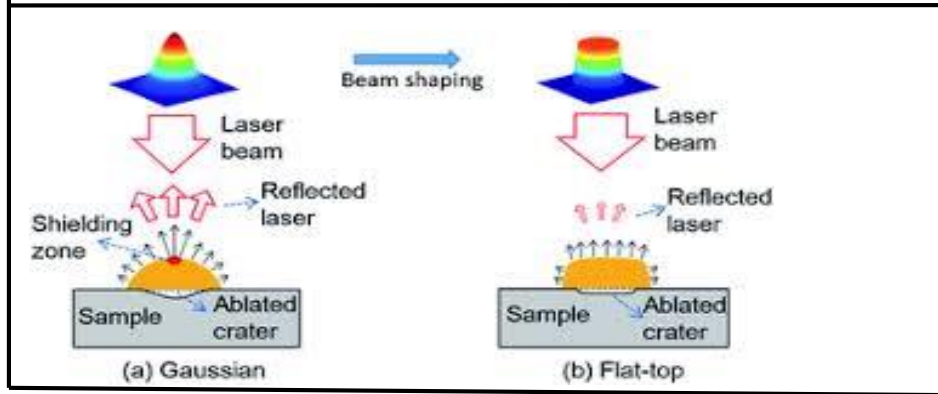 Beam shaping
Laser
beam
Reflected
laser
Shielding
zone
Sample
Ablated
crater
(a) Gaussian
Laser
beam
Reflected
laser
Sample
Ablated
crater
(b) Flat-top